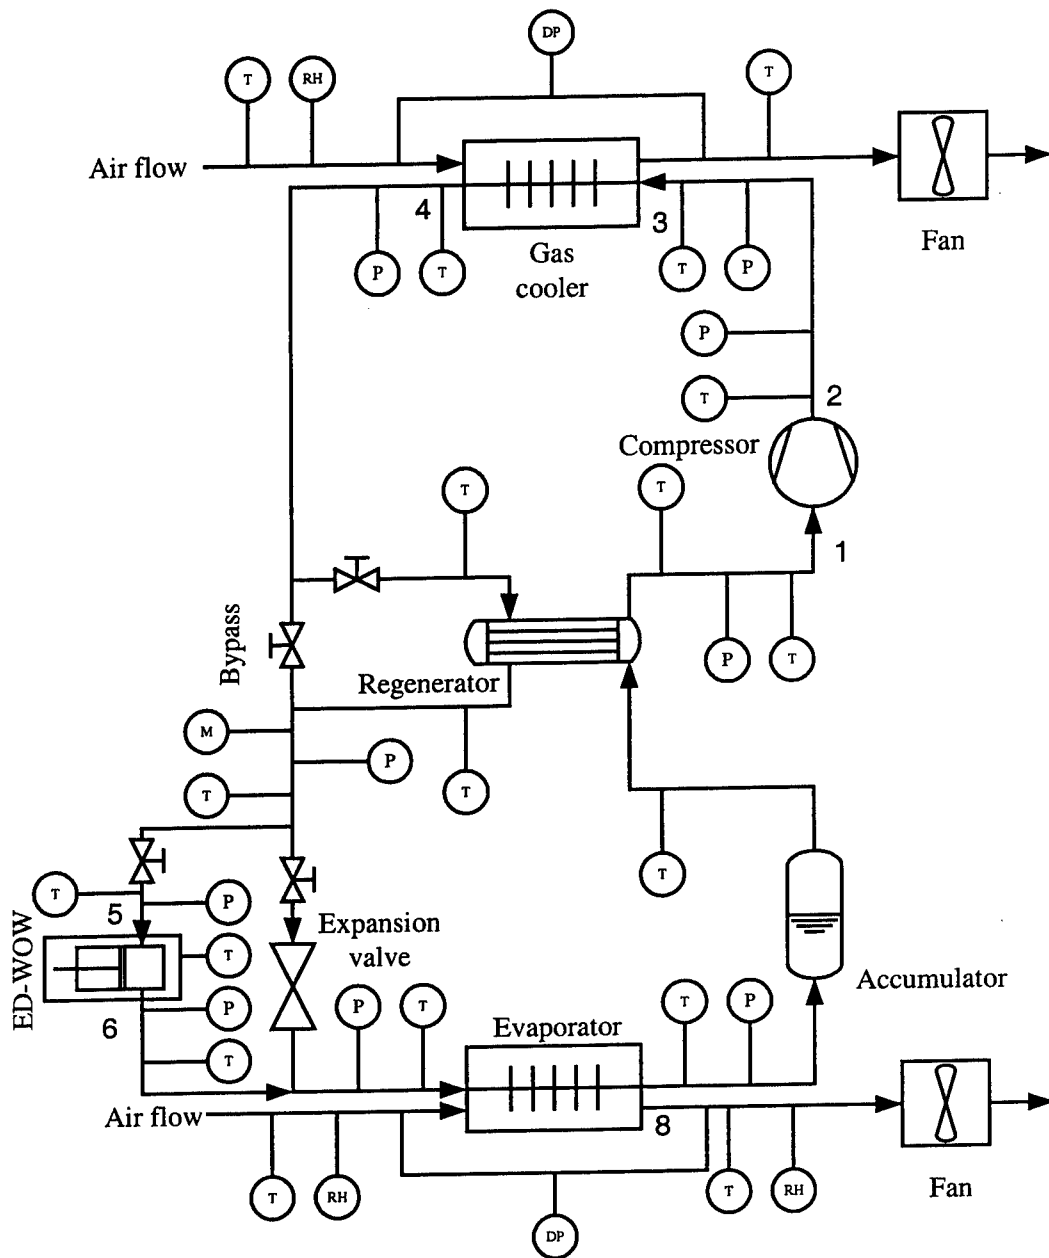 DP
T
RH
T
Air flow
4
3
Fan
P
T
Gas
cooler
T
P
P
T
2
Compressor
T
T
1
Bypass
P
T
Regenerator
M
P
T
T
T
T
5
P
Expansion
valve
ED-WOW
T
Accumulator
6
P
P
T
T
P
Evaporator
T
Air flow
8
T
RH
T
RH
Fan
DP